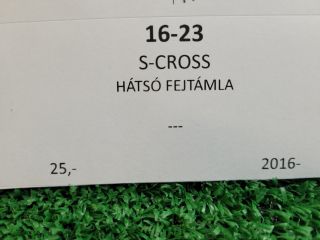 16-23
S-CROSS
HÁTSÓ FEJTÁMLA
---
25,- 2016-